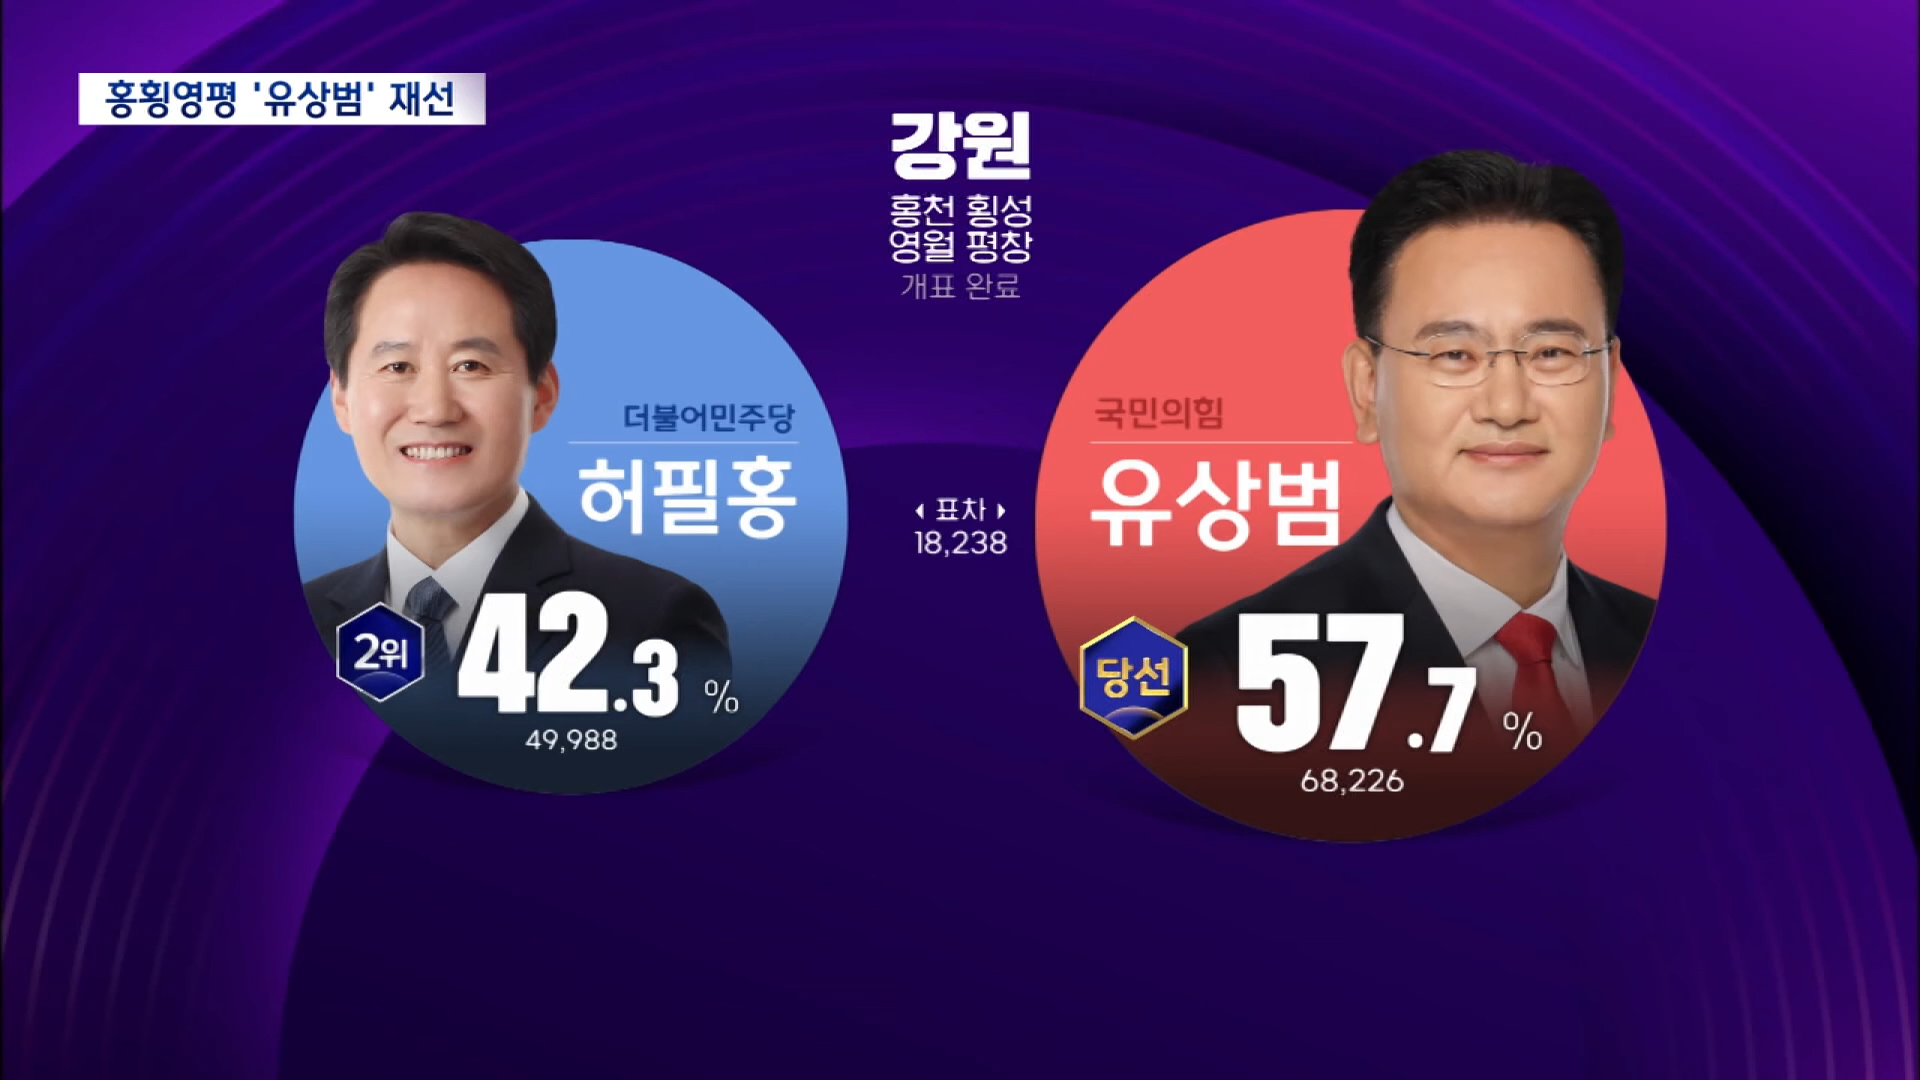 홍횡영평 '유상범' 재선
강원
홍천 횡성
영월 평창
개표 완료
더불어민주당
허필홍
2위
42.3 %
49,988
표차
18,238
국민의힘
유상범
당선
57.7 %
68,226